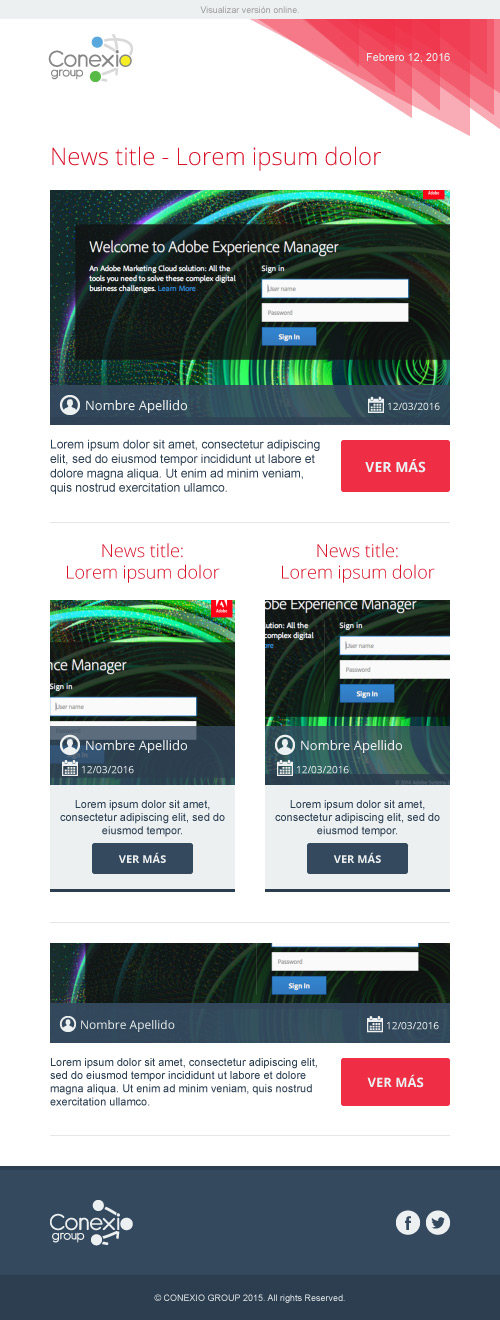 Visualizar versión online.
Conexio
group
Febrero 12, 2016
News title - Lorem ipsum dolor
Adobe
Welcome to Adobe Experience Manager
An Adobe Marketing Cloud solution: All the
tools you need to solve these complex digital
business challenges. Learn More
Sign in
User name
Password
Sign In
Nombre Apellido
12/03/2016
Lorem ipsum dolor sit amet, consectetur adipiscing
elit, sed do eiusmod tempor incididunt ut labore et
dolore magna aliqua. Ut enim ad minim veniam,
quis nostrud exercitation ullamco.
VER MÁS
News title:
Lorem ipsum dolor
Adobe
nce Manager
Sign in
User name
Password
Nombre Apellido
12/03/2016
Lorem ipsum dolor sit amet,
consectetur adipiscing elit, sed do
eiusmod tempor.
VER MÁS
News title:
Lorem ipsum dolor
obe Experience Manager
ution: All the
complex digital
re
Sign in
User name
Password
Sign In
Nombre Apellido
12/03/2016
Lorem ipsum dolor sit amet,
consectetur adipiscing elit, sed do
eiusmod tempor.
VER MÁS
Password
Sign In
Nombre Apellido
12/03/2016
Lorem ipsum dolor sit amet, consectetur adipiscing elit,
sed do eiusmod tempor incididunt ut labore et dolore
magna aliqua. Ut enim ad minim veniam, quis nostrud
exercitation ullamco.
VER MÁS
Conexio
group
© CONEXIO GROUP 2015. All rights Reserved.